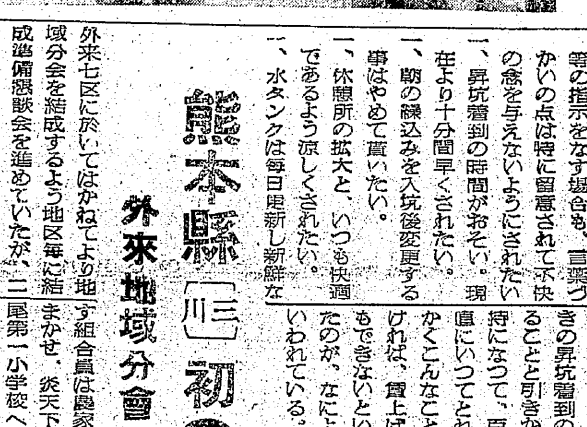 等の指示をなす場合も、言葉づ
かいの点は特に留意されて不快
の念を与えないようにされたい
一、昇坑着到の時間がおそい。現
在より十分間早くされたい。
一、朝の繰込みを入坑後変更する
事はやめて貰いたい。
一、休憩所の拡大と、いつも快適
であるよう涼しくされたい。
一、水タンクは毎日更新し新鮮な
きの昇坑着到の
ることと引きか
持になつて、
直にいつてとれ
かくこんなこと
ければ、賃上げ
もできないとい
たのが、なによ
いわれている。
熊本縣［三川］初
外來地域分會
外来七区に於いてはかねてより地
域分会を結成するよう地区毎に結
成準備懇談会を進めていたが、二
す組合員は農家
まかせ、炎天下
尾第一小学校へ